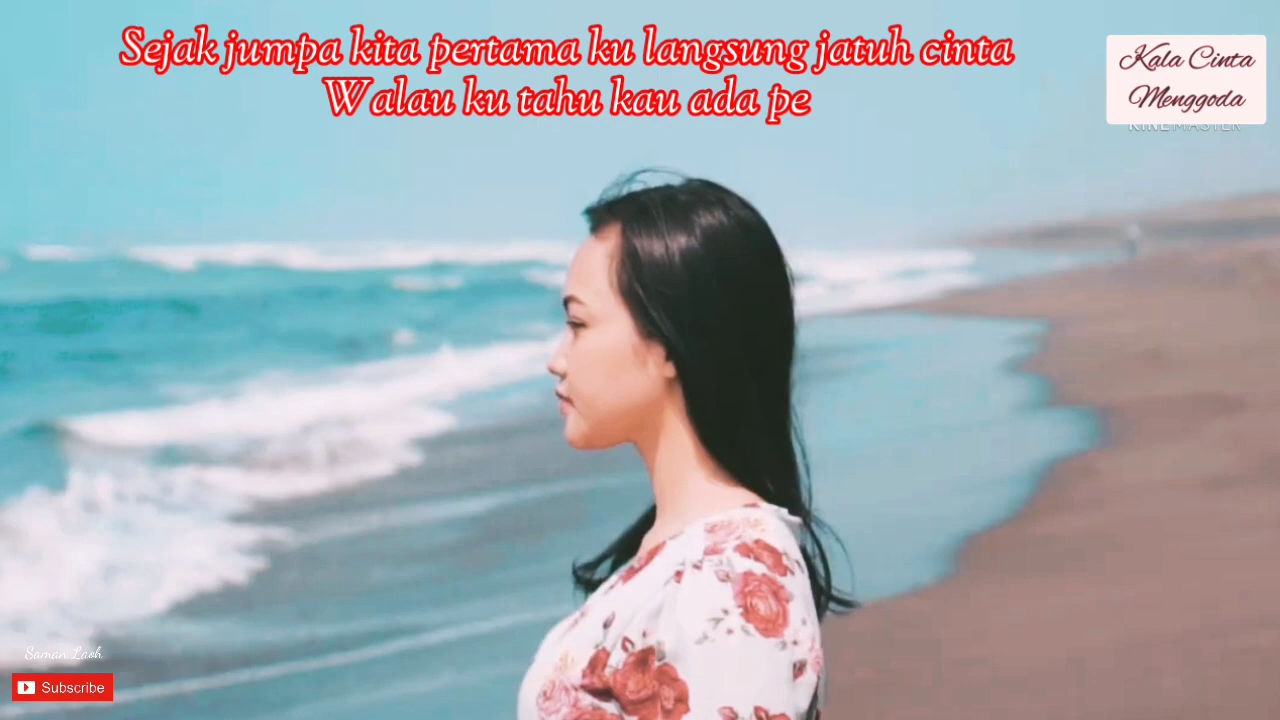 Sejak jumpa kita pertama ku langsung jatuh cinta
Walau ku tahu kau ada pe
Kala Cinta
Menggoda
KINEMASTER
Saman Laoh
Subscribe